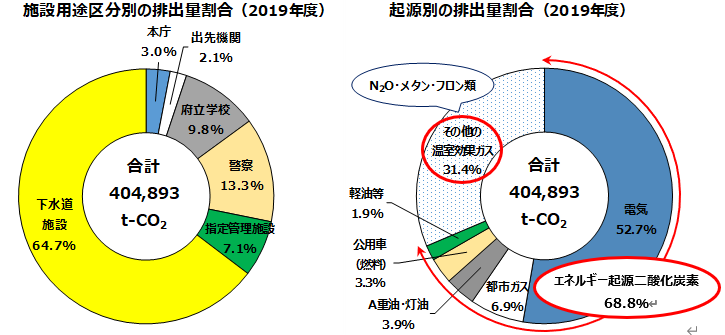 施設用途区分別の排出量割合（2019年度）
本庁
3.0%
出先機関
2.1%
府立学校
9.8%
警察
13.3%
指定管理施設
7.1%
下水道
施設
64.7%
合計
404,893
t-CO₂
起源別の排出量割合（2019年度）
N₂O・メタン・フロン類
その他の
温室効果ガス
31.4%
軽油等
1.9%
公用車
（燃料）
3.3%
A重油・灯油
3.9%
都市ガス
6.9%
電気
52.7%
合計
404,893
t-CO₂
エネルギー起源二酸化炭素
68.8%↵
↵